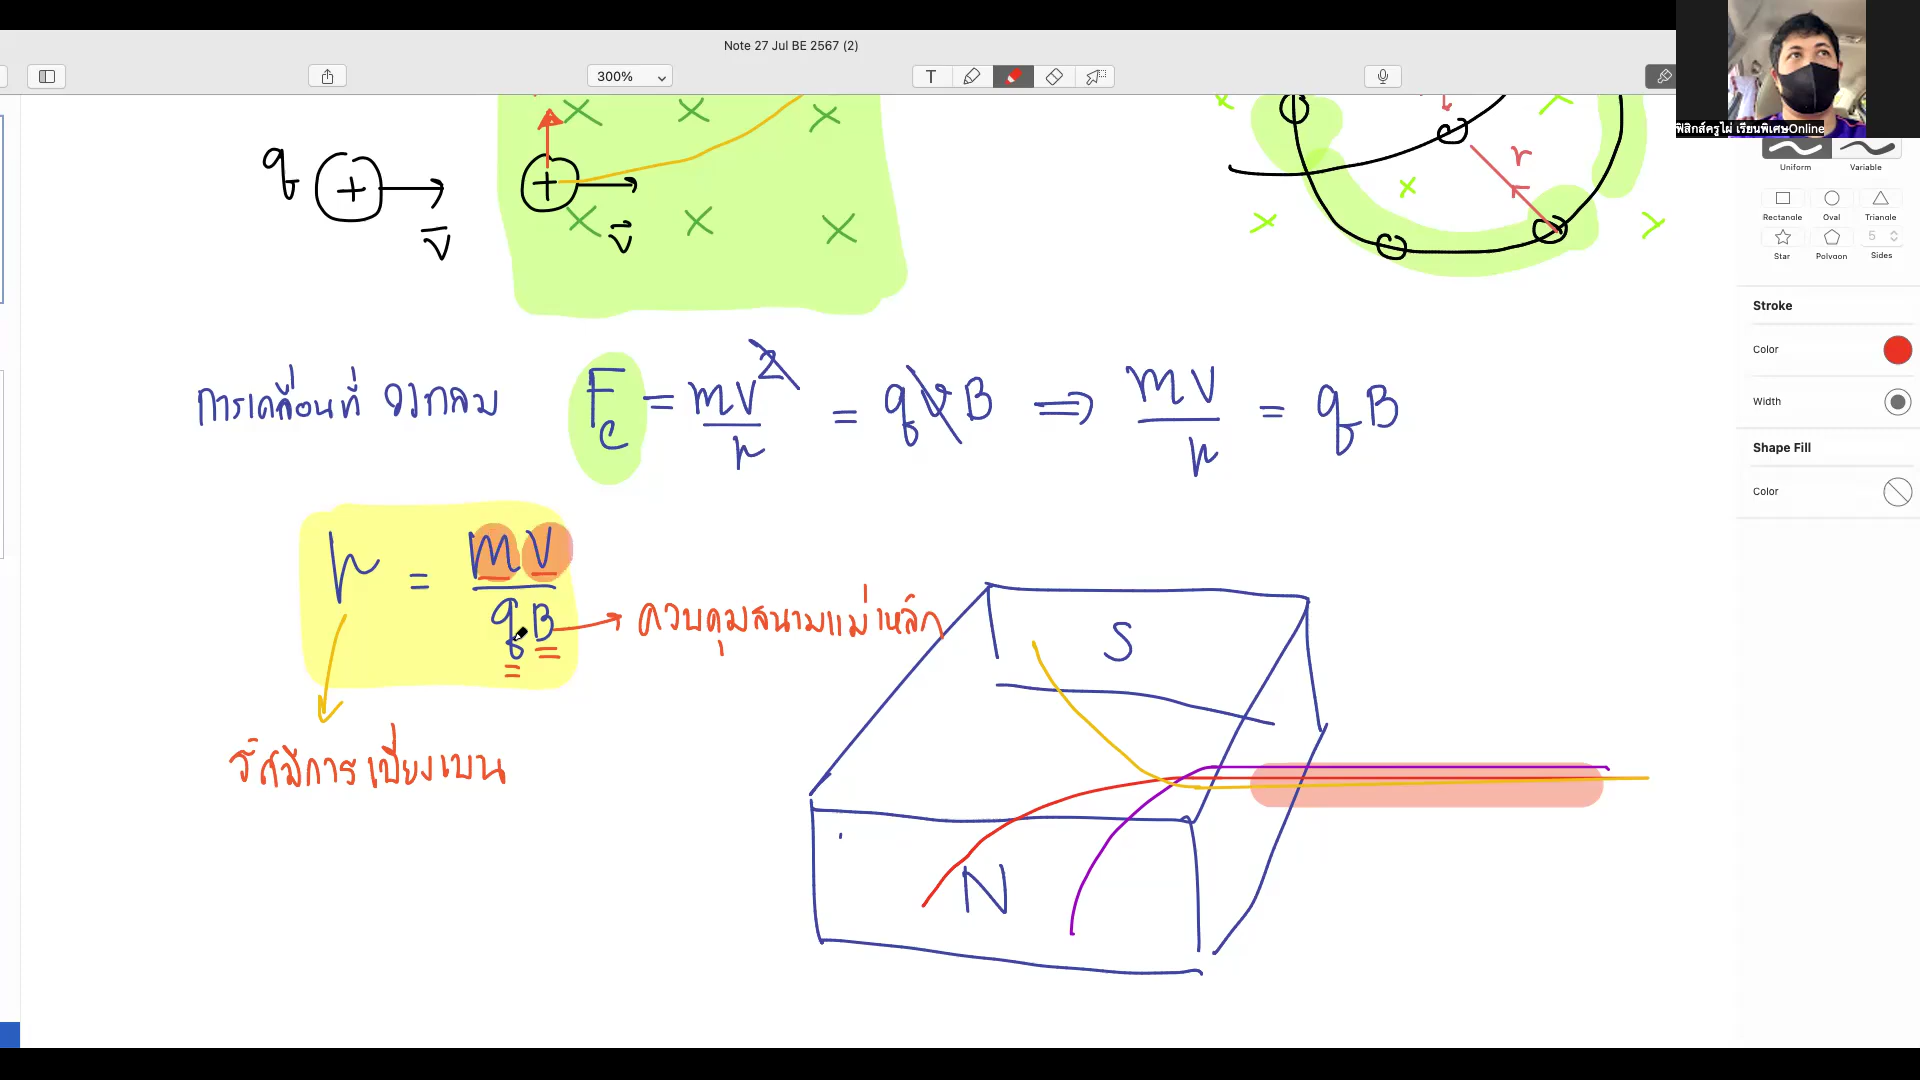 Note 27 Jul BE 2567 (2)
300%
T
ฟิสิกส์ครูไผ่ เรียนพิเศษOnline
Uniform
Variable
Rectangle
Oval
Triangle
5
Star
Polygon
Sides
Stroke
Color
Width
Shape Fill
Color
q + v
+ v
r
การเคลื่อนที่ วงกลม Fc = mv²/r = qvB ⇒ mv/r = qB
r = mv/qB → ควบคุมสนามแม่เหล็ก
รัศมีการเบี่ยงเบน
S
N